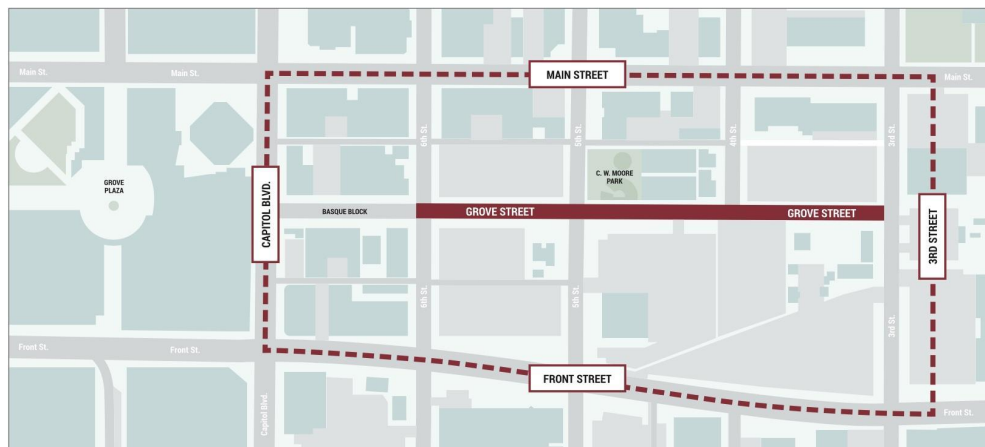 Main St.
Main St.
MAIN STREET
Main St.
6th St.
5th St.
4th St.
3rd St.
C. W. MOORE
PARK
GROVE
PLAZA
CAPITOL BLVD.
BASQUE BLOCK
GROVE STREET
GROVE STREET
3RD STREET
6th St.
5th St.
3rd St.
Front St.
Front St.
FRONT STREET
Front St.
Capitol Blvd.